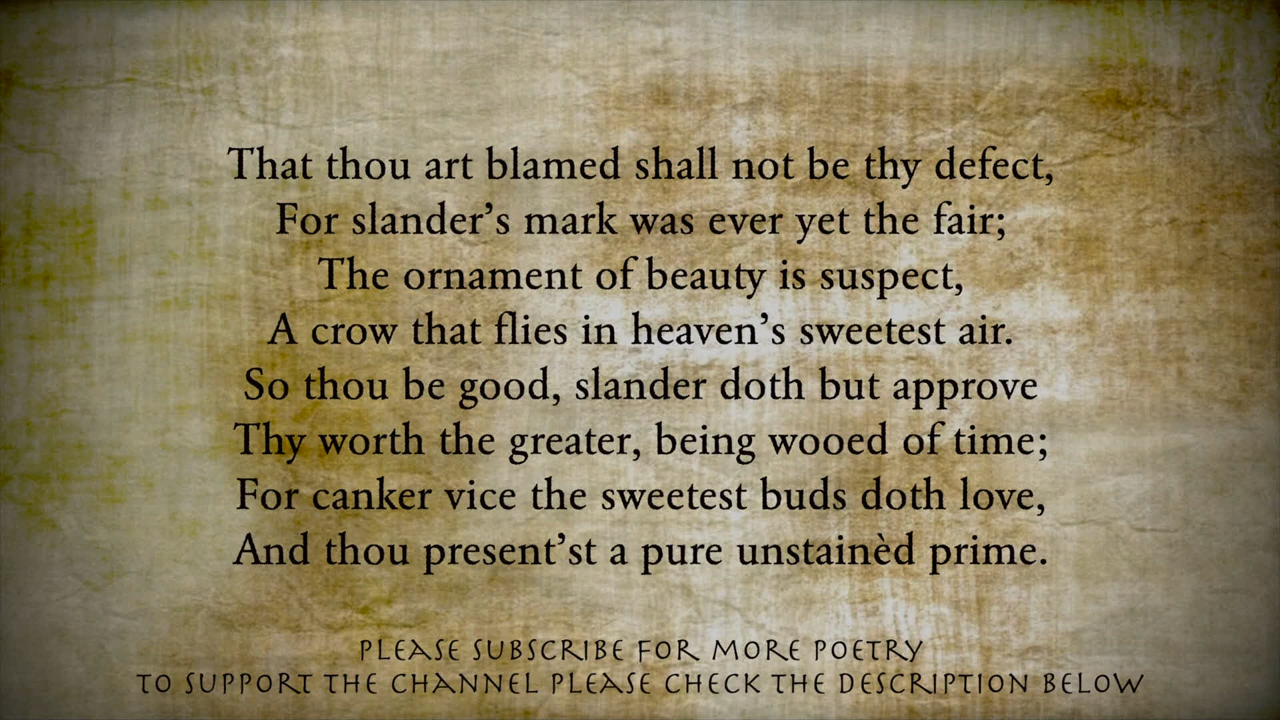 That thou art blamed shall not be thy defect,
For slander’s mark was ever yet the fair;
The ornament of beauty is suspect,
A crow that flies in heaven’s sweetest air.
So thou be good, slander doth but approve
Thy worth the greater, being wooed of time;
For canker vice the sweetest buds doth love,
And thou present’st a pure unstainèd prime.
PLEASE SUBSCRIBE FOR MORE POETRY
TO SUPPORT THE CHANNEL PLEASE CHECK THE DESCRIPTION BELOW